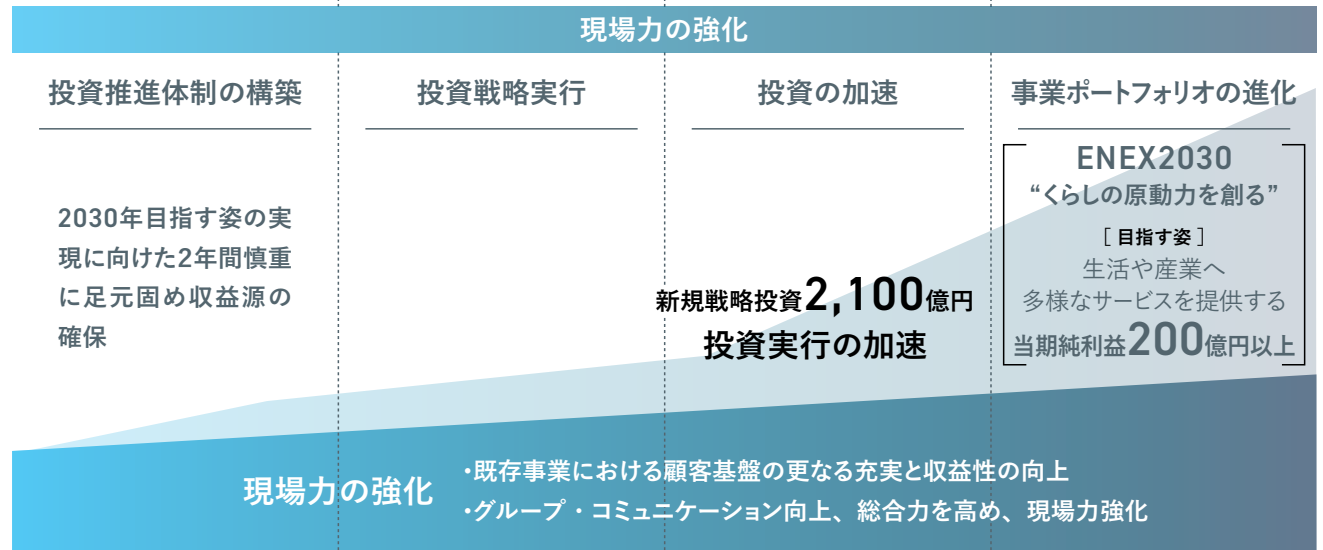 現場力の強化
投資推進体制の構築
投資戦略実行
投資の加速
事業ポートフォリオの進化
2030年目指す姿の実
現に向けた2年間慎重
に足元固め収益源の
確保
新規戦略投資2,100億円
投資実行の加速
ENEX2030
“くらしの原動力を創る”
［目指す姿］
生活や産業へ
多様なサービスを提供する
当期純利益200億円以上
現場力の強化
・既存事業における顧客基盤の更なる充実と収益性の向上
・グループ・コミュニケーション向上、総合力を高め、現場力強化